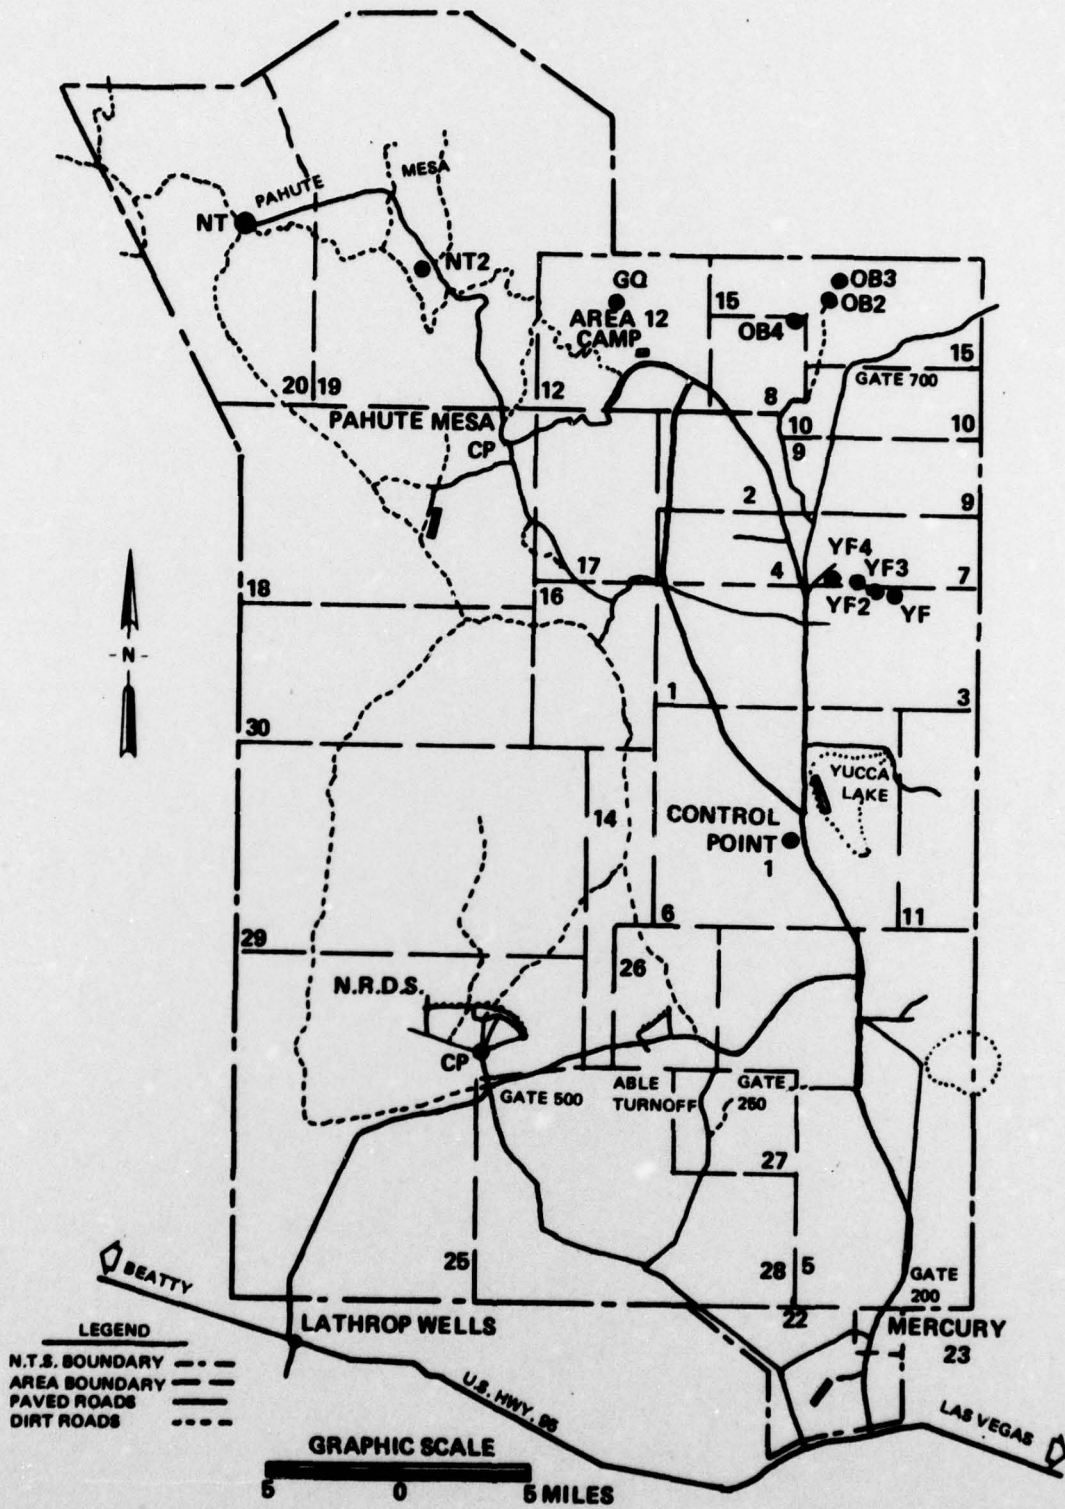 MESA
PAHUTE
NT
NT2
GQ
OB3
OB2
15
AREA 12
CAMP
OB4
15
GATE 700
20
19
12
8
PAHUTE MESA
CP
10
10
9
2
9
YF4
17
4
YF3
7
18
16
YF2
YF
- N -
1
3
30
YUCCA
LAKE
14
CONTROL
POINT
1
6
11
29
26
N.R.D.S.
CP
GATE 500
ABLE
TURNOFF
GATE
250
27
25
28
5
GATE
200
BEATTY
22
LATHROP WELLS
MERCURY
23
LEGEND
N.T.S. BOUNDARY
AREA BOUNDARY
PAVED ROADS
DIRT ROADS
U.S. HWY. 95
LAS VEGAS
GRAPHIC SCALE
5 0 5 MILES